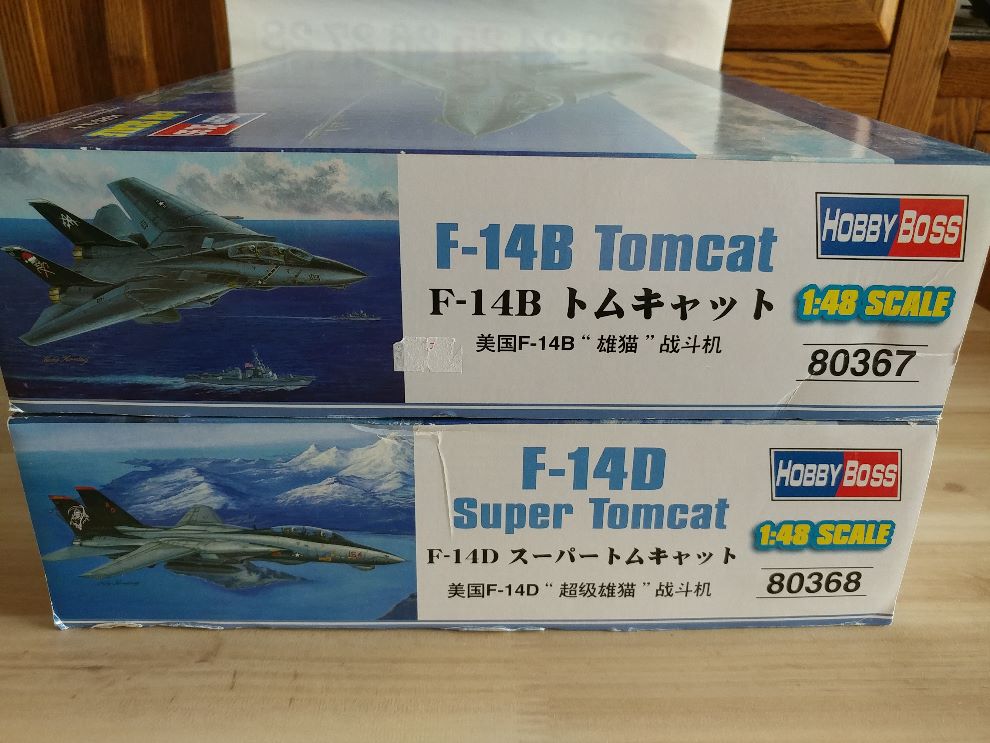 F-14B Tomcat
F-14B トムキャット
美国F-14B“雄猫”战斗机
HOBBY BOSS
1:48 SCALE
80367
F-14D
Super Tomcat
F-14D スーパートムキャット
美国F-14D“超级雄猫”战斗机
HOBBY BOSS
1:48 SCALE
80368
154